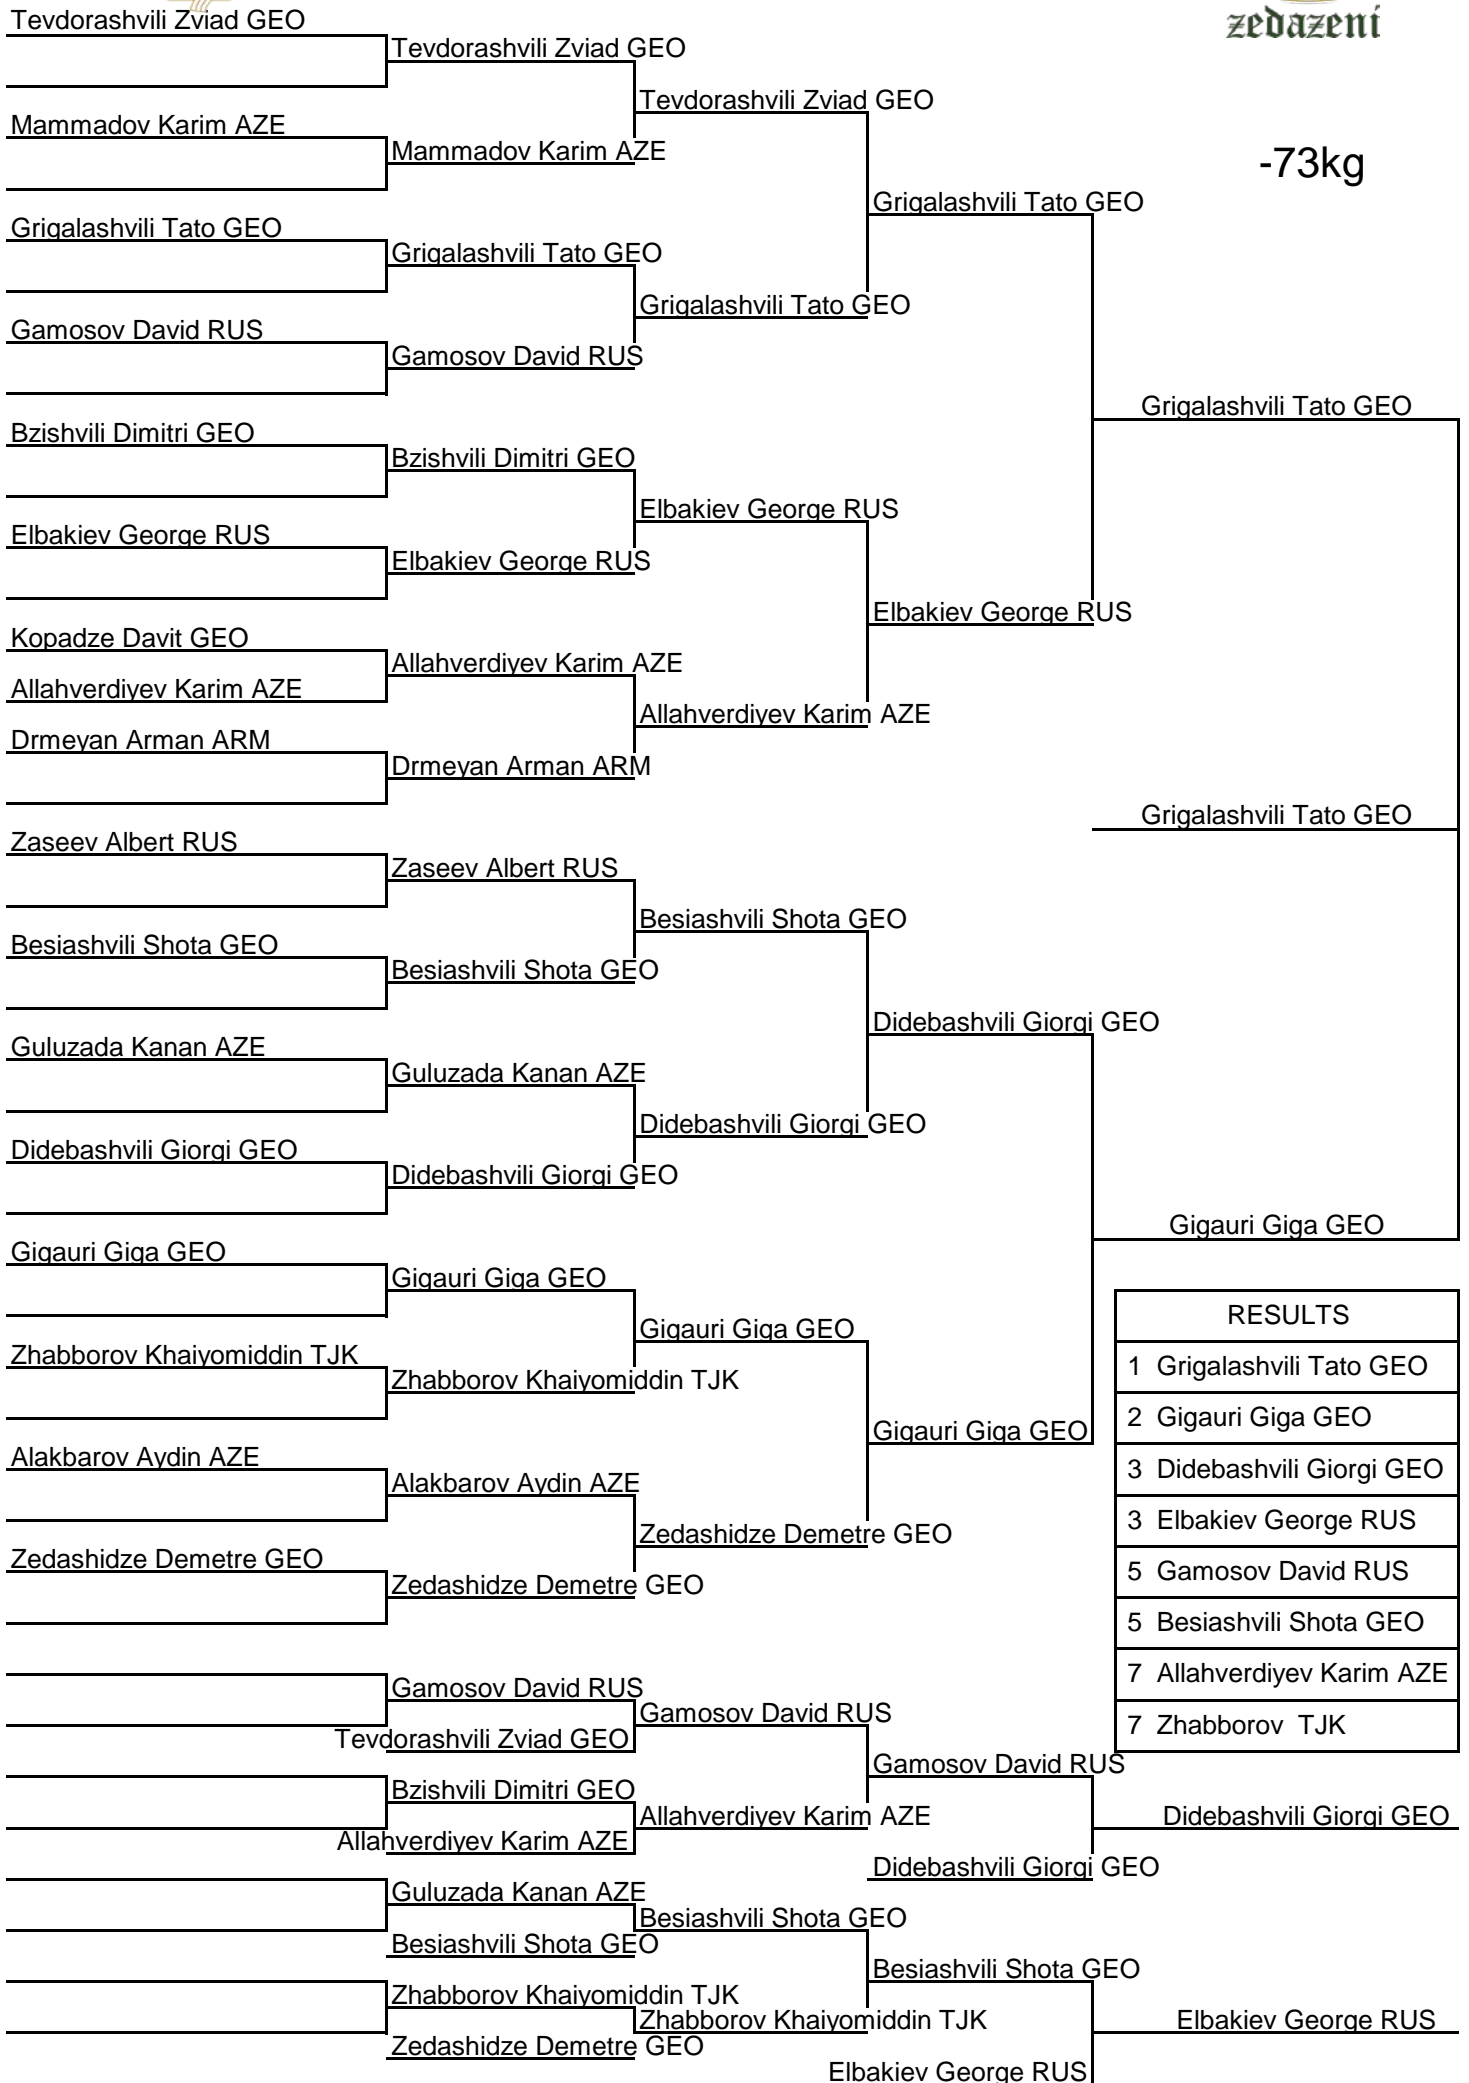 Tevdorashvili Zviad GEO
zedazeni
Tevdorashvili Zviad GEO
Tevdorashvili Zviad GEO
Mammadov Karim AZE
Mammadov Karim AZE
-73kg
Grigalashvili Tato GEO
Grigalashvili Tato GEO
Grigalashvili Tato GEO
Grigalashvili Tato GEO
Gamosov David RUS
Gamosov David RUS
Grigalashvili Tato GEO
Bzishvili Dimitri GEO
Bzishvili Dimitri GEO
Elbakiev George RUS
Elbakiev George RUS
Elbakiev George RUS
Elbakiev George RUS
Kopadze Davit GEO
Allahverdiyev Karim AZE
Allahverdiyev Karim AZE
Allahverdiyev Karim AZE
Drmeyan Arman ARM
Drmeyan Arman ARM
Grigalashvili Tato GEO
Zaseev Albert RUS
Zaseev Albert RUS
Besiashvili Shota GEO
Besiashvili Shota GEO
Besiashvili Shota GEO
Didebashvili Giorgi GEO
Guluzada Kanan AZE
Guluzada Kanan AZE
Didebashvili Giorgi GEO
Didebashvili Giorgi GEO
Didebashvili Giorgi GEO
Gigauri Giga GEO
Gigauri Giga GEO
Gigauri Giga GEO
Gigauri Giga GEO
Zhabborov Khaiyomiddin TJK
Zhabborov Khaiyomiddin TJK
Gigauri Giga GEO
Alakbarov Aydin AZE
Alakbarov Aydin AZE
Zedashidze Demetre GEO
Zedashidze Demetre GEO
Zedashidze Demetre GEO
RESULTS
1 Grigalashvili Tato GEO
2 Gigauri Giga GEO
3 Didebashvili Giorgi GEO
3 Elbakiev George RUS
5 Gamosov David RUS
5 Besiashvili Shota GEO
7 Allahverdiyev Karim AZE
7 Zhabborov TJK
Gamosov David RUS
Gamosov David RUS
Tevdorashvili Zviad GEO
Gamosov David RUS
Bzishvili Dimitri GEO
Allahverdiyev Karim AZE
Didebashvili Giorgi GEO
Allahverdiyev Karim AZE
Didebashvili Giorgi GEO
Guluzada Kanan AZE
Besiashvili Shota GEO
Besiashvili Shota GEO
Besiashvili Shota GEO
Zhabborov Khaiyomiddin TJK
Zhabborov Khaiyomiddin TJK
Elbakiev George RUS
Zedashidze Demetre GEO
Elbakiev George RUS